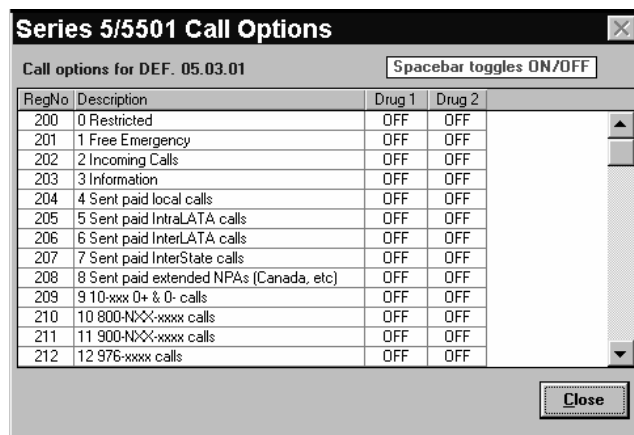 Series 5/5501 Call Options
Call options for DEF. 05.03.01 Spacebar toggles ON/OFF
RegNo Description Drug 1 Drug 2
200 0 Restricted OFF OFF
201 1 Free Emergency OFF OFF
202 2 Incoming Calls OFF OFF
203 3 Information OFF OFF
204 4 Sent paid local calls OFF OFF
205 5 Sent paid IntraLATA calls OFF OFF
206 6 Sent paid InterLATA calls OFF OFF
207 7 Sent paid InterState calls OFF OFF
208 8 Sent paid extended NPAs (Canada, etc) OFF OFF
209 9 10-xxx 0+ & 0- calls OFF OFF
210 10 800-NXX-xxxx calls OFF OFF
211 11 900-NXX-xxxx calls OFF OFF
212 12 976-xxxx calls OFF OFF
Close